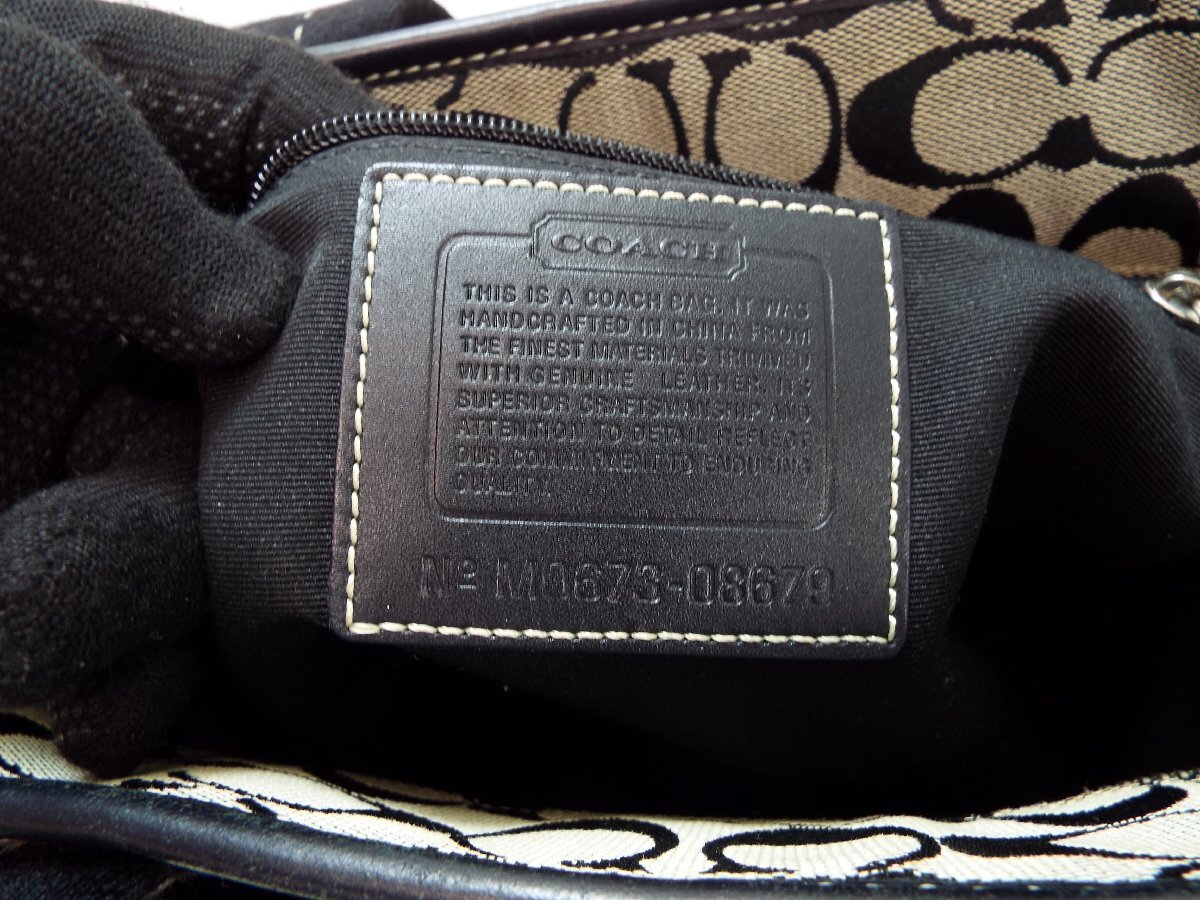 COACH
THIS IS A COACH BAG. IT WAS
HANDCRAFTED IN CHINA FROM
THE FINEST MATERIALS TRIMMED
WITH GENUINE LEATHER. ITS
SUPERIOR CRAFTSMANSHIP AND
ATTENTION TO DETAIL REFLECT
OUR COMMITMENT TO ENDURING
QUALITY.
Nº M0673-08679